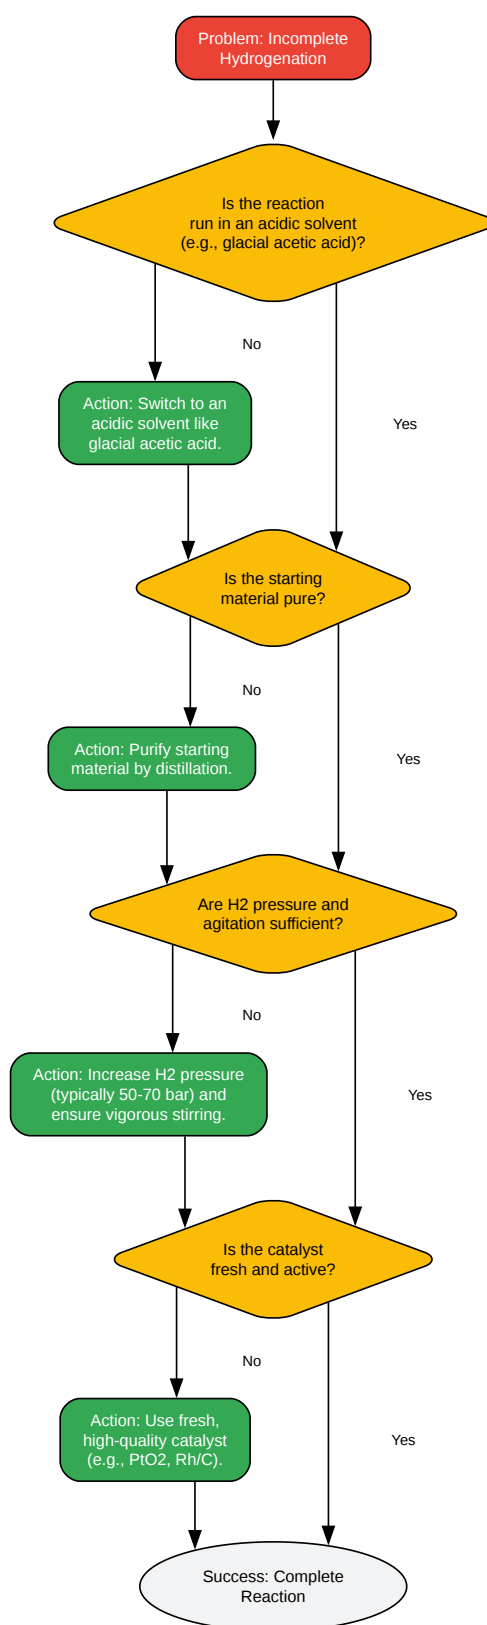 Problem: Incomplete
Hydrogenation
Is the reaction
run in an acidic solvent
(e.g., glacial acetic acid)?
No
Action: Switch to an
acidic solvent like
glacial acetic acid.
Yes
Is the starting
material pure?
No
Action: Purify starting
material by distillation.
Yes
Are H2 pressure and
agitation sufficient?
No
Action: Increase H2 pressure
(typically 50-70 bar) and
ensure vigorous stirring.
Yes
Is the catalyst
fresh and active?
No
Action: Use fresh,
high-quality catalyst
(e.g., PtO2, Rh/C).
Yes
Success: Complete
Reaction